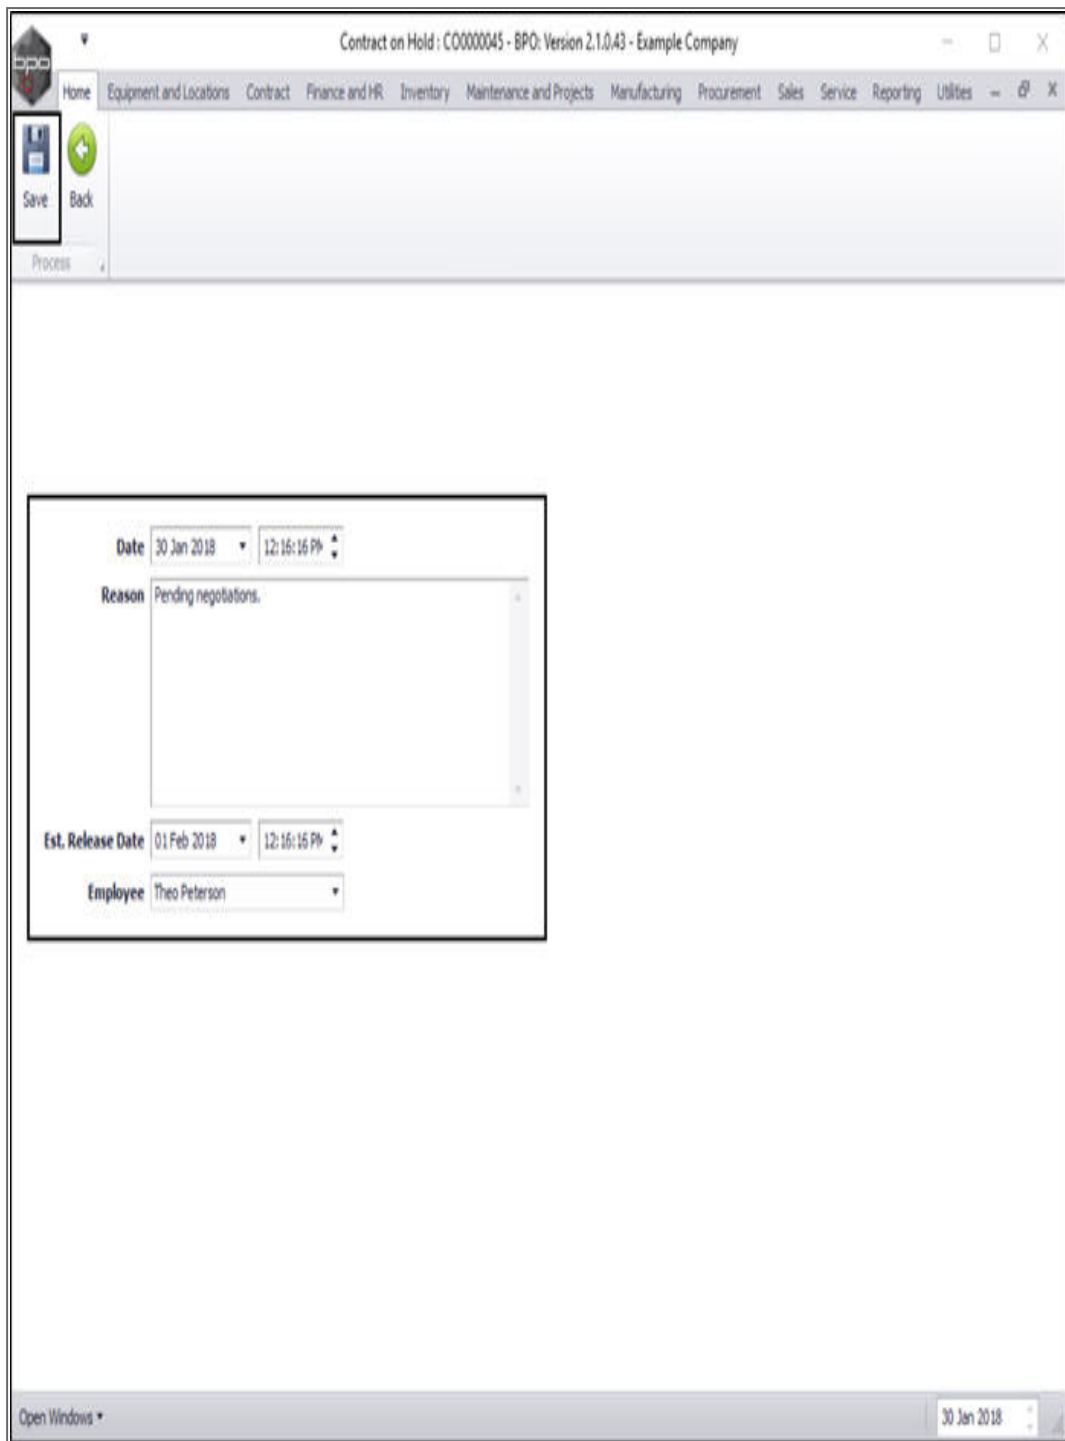 Contract on Hold : CO0000045 - BPO: Version 2.1.0.43 - Example Company
bpo
Home Equipment and Locations Contract Finance and HR Inventory Maintenance and Projects Manufacturing Procurement Sales Service Reporting Utilities
Save Back
Process
Date 30 Jan 2018 12:16:16 PM
Reason Pending negotiations.
Est. Release Date 01 Feb 2018 12:16:16 PM
Employee Theo Peterson
Open Windows 30 Jan 2018